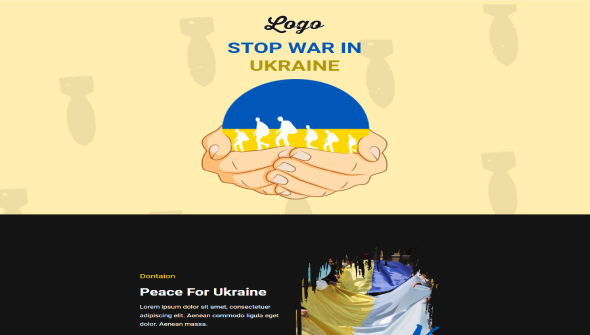 Logo
STOP WAR IN
UKRAINE
Dontaion
Peace For Ukraine
Lorem ipsum dolor sit amet, consectetuer
adipiscing elit. Aenean commodo ligula eget
dolor. Aenean massa.